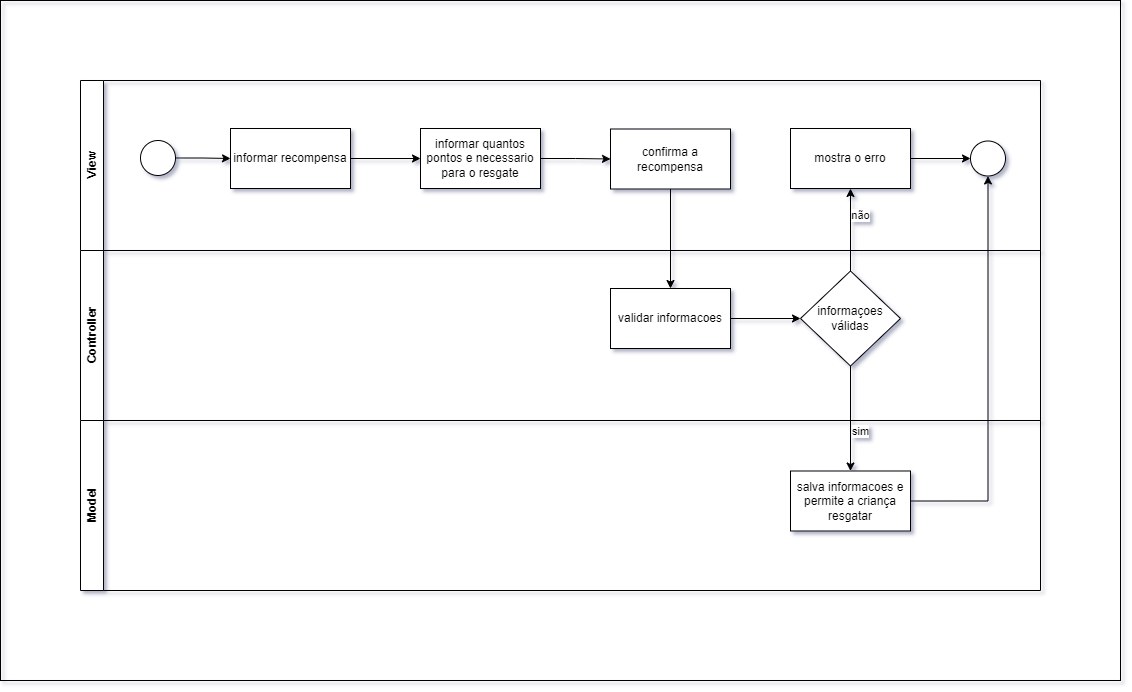 View
informar recompensa
informar quantos
pontos e necessario
para o resgate
confirma a
recompensa
mostra o erro
não
Controller
validar informacoes
informaçoes
válidas
sim
Model
salva informacoes e
permite a criança
resgatar